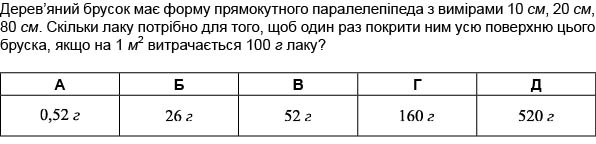 Дерев’яний брусок має форму прямокутного паралелепіпеда з вимірами 10 см, 20 см,
80 см. Скільки лаку потрібно для того, щоб один раз покрити ним усю поверхню цього
бруска, якщо на 1 м² витрачається 100 г лаку?
А Б В Г Д
0,52 г 26 г 52 г 160 г 520 г